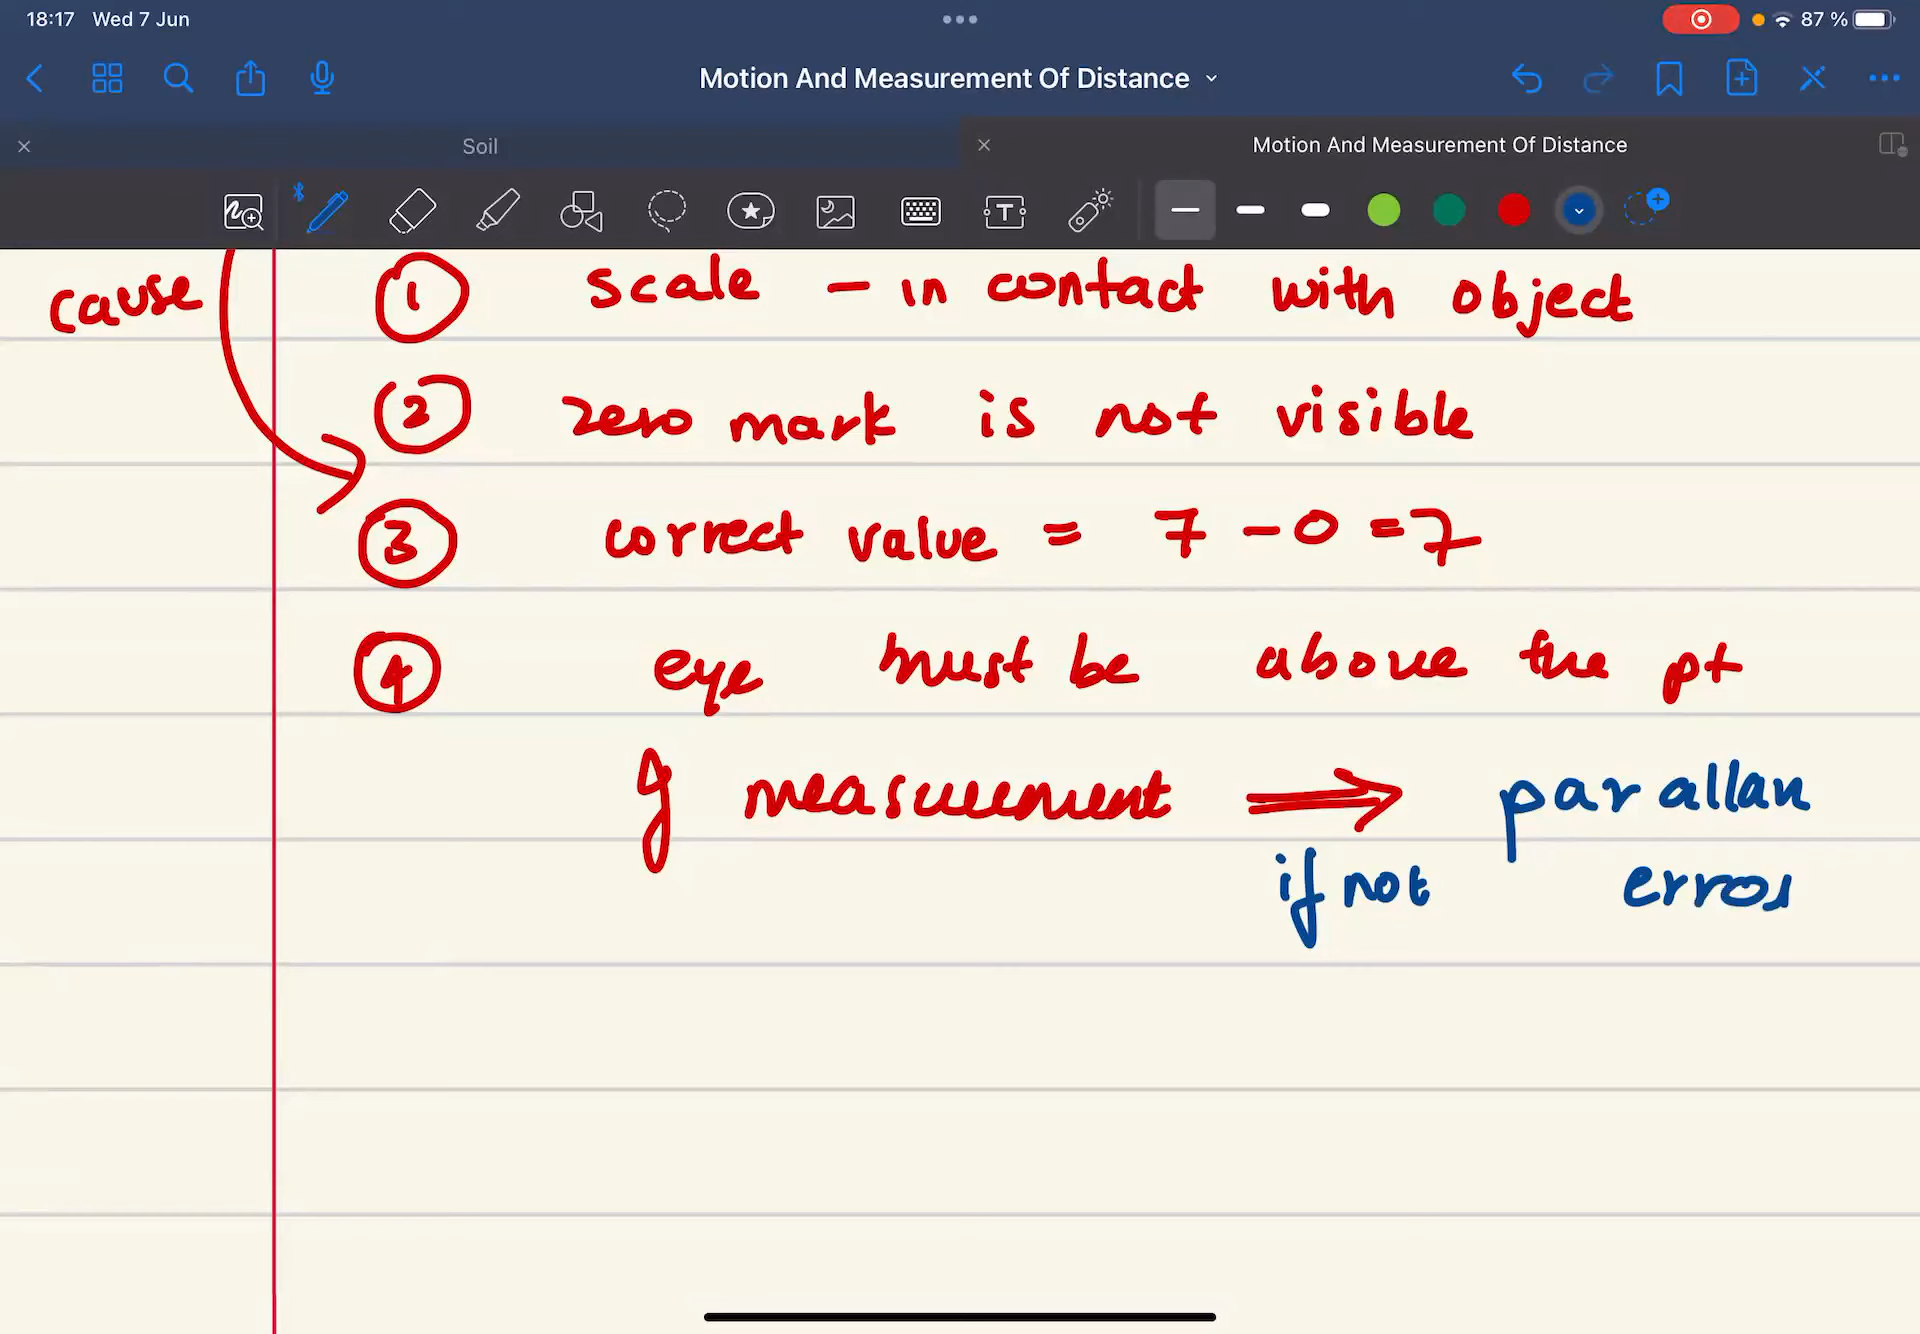 18:17 Wed 7 Jun 87 %
Motion And Measurement Of Distance
Soil
Motion And Measurement Of Distance
cause
① scale – in contact with object
② zero mark is not visible
③ correct value = 7 – 0 = 7
④ eye must be above the pt
of measurement ⇒ parallax
if not error